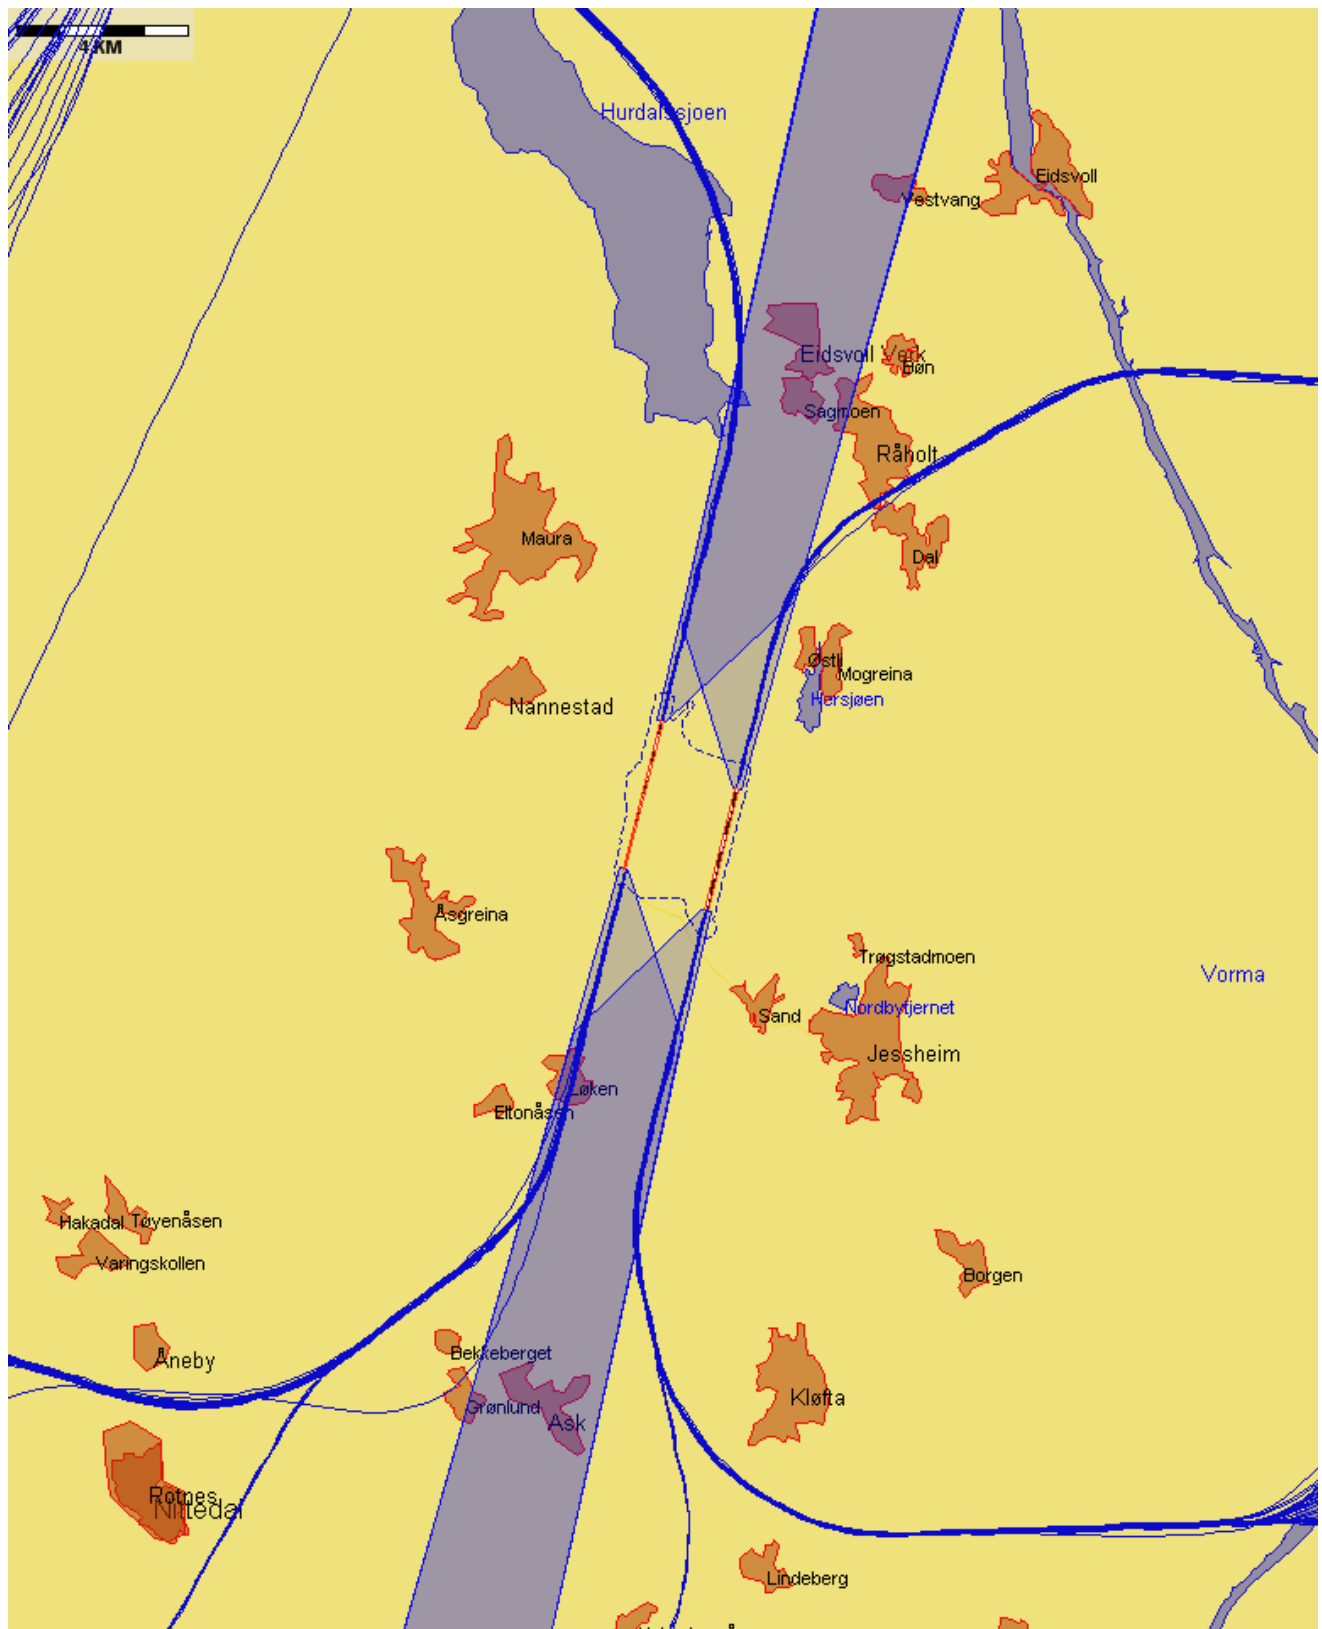 4 KM
Hurdalssjoen
Eidsvoll
Vestvang
Eidsvoll Verk
Bøn
Sagmoen
Råholt
Maura
Dal
Østli
Mogreina
Hersjøen
Nannestad
Åsgreina
Trøgstadmoen
Vorma
Nordbytjernet
Sand
Jessheim
Løken
Eltonåsen
Hakadal
Tøyenåsen
Varingskollen
Borgen
Bekkeberget
Åneby
Kløfta
Grønlund
Ask
Rotnes
Nittedal
Lindeberg